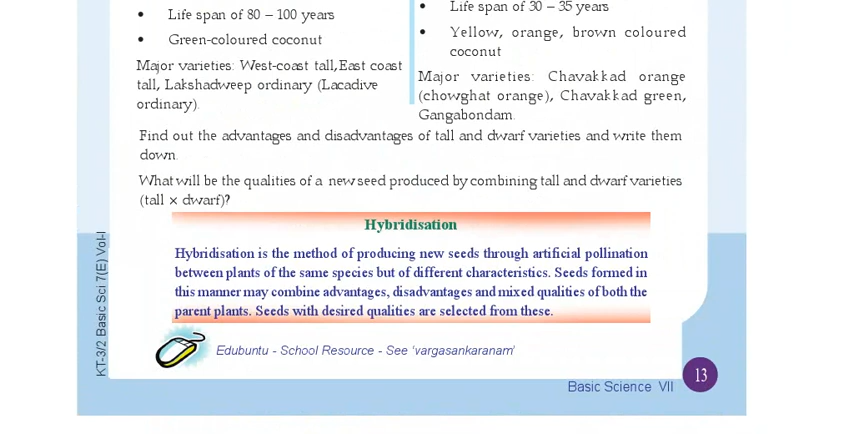 • Life span of 80 – 100 years
• Green-coloured coconut
Major varieties: West-coast tall,East coast
tall, Lakshadweep ordinary (Lacadive
ordinary).
• Life span of 30 – 35 years
• Yellow, orange, brown coloured
coconut
Major varieties: Chavakkad orange
(chowghat orange), Chavakkad green,
Gangabondam.
Find out the advantages and disadvantages of tall and dwarf varieties and write them
down.
What will be the qualities of a new seed produced by combining tall and dwarf varieties
(tall × dwarf)?
Hybridisation
Hybridisation is the method of producing new seeds through artificial pollination
between plants of the same species but of different characteristics. Seeds formed in
this manner may combine advantages, disadvantages and mixed qualities of both the
parent plants. Seeds with desired qualities are selected from these.
Edubuntu - School Resource - See 'vargasankaranam'
KT-3/2 Basic Sci 7(E) Vol-I
Basic Science VII
13